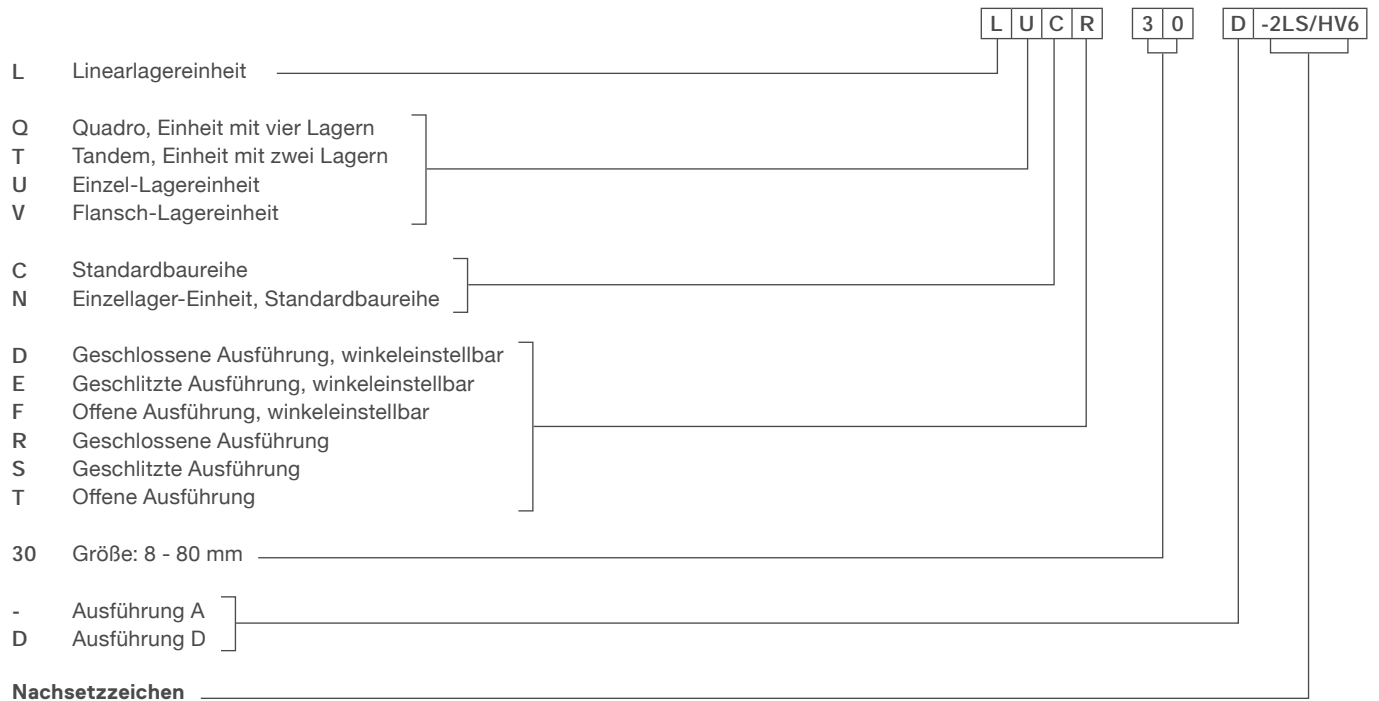 L U C R 3 0 D -2LS/HV6
L Linearlagereinheit
Q Quadro, Einheit mit vier Lagern
T Tandem, Einheit mit zwei Lagern
U Einzel-Lagereinheit
V Flansch-Lagereinheit
C Standardbaureihe
N Einzellager-Einheit, Standardbaureihe
D Geschlossene Ausführung, winkeleinstellbar
E Geschlitzte Ausführung, winkeleinstellbar
F Offene Ausführung, winkeleinstellbar
R Geschlossene Ausführung
S Geschlitzte Ausführung
T Offene Ausführung
30 Größe: 8 - 80 mm
- Ausführung A
D Ausführung D
Nachsetzzeichen